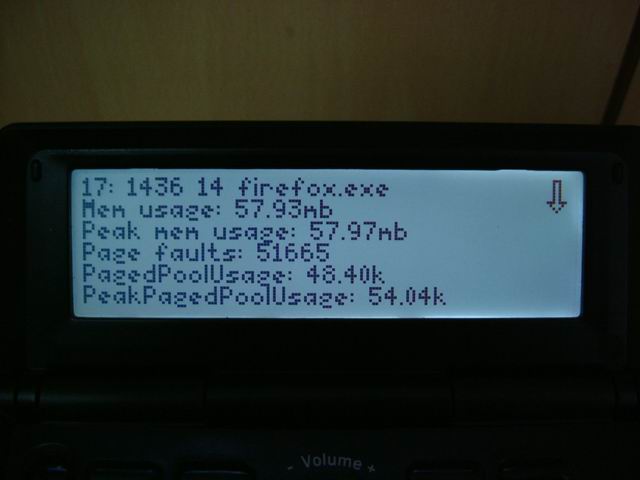 17: 1436 14 firefox.exe
Mem usage: 57.93mb
Peak mem usage: 57.97mb
Page faults: 51665
PagedPoolUsage: 48.40k
PeakPagedPoolUsage: 54.04k
- Volume +